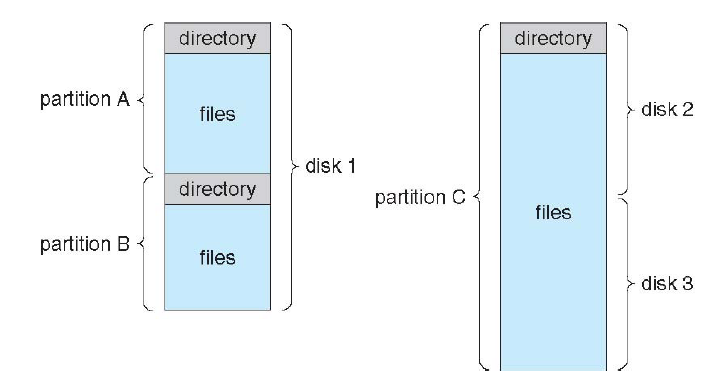 directory
partition A
files
disk 1
directory
partition B
files
directory
disk 2
partition C
files
disk 3